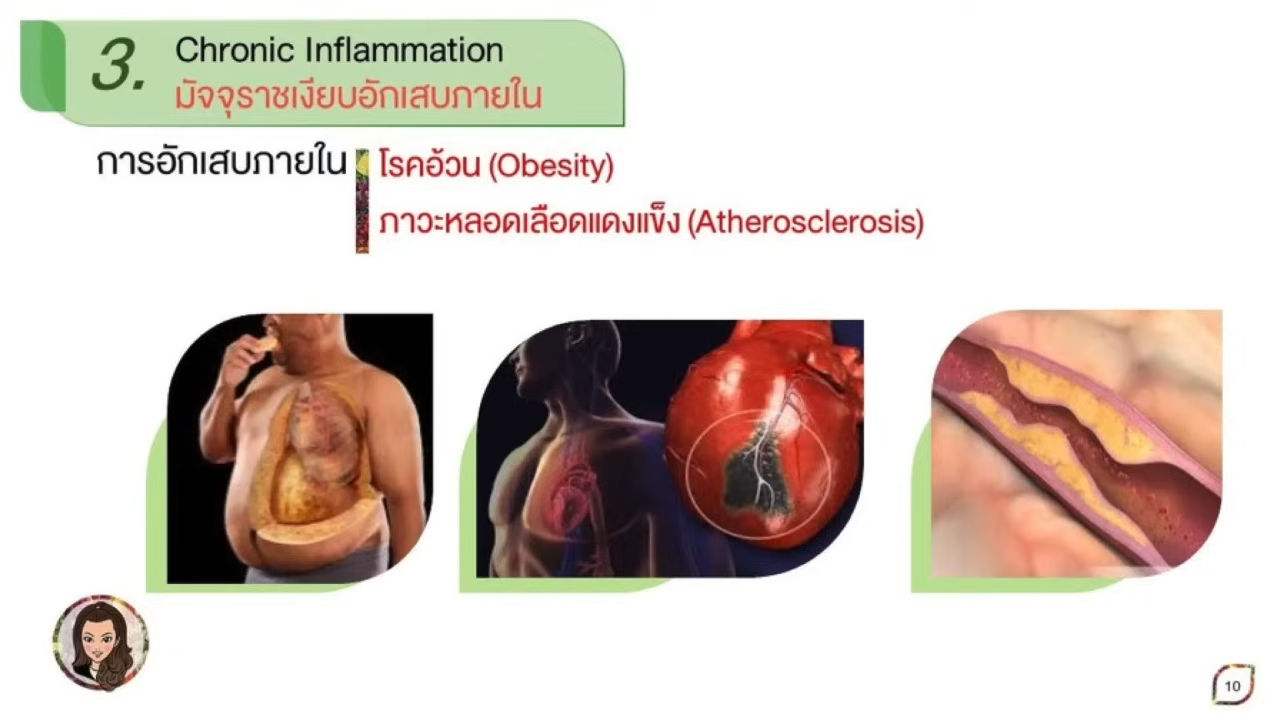 3.
Chronic Inflammation
มัจจุราชเงียบอักเสบภายใน
การอักเสบภายใน
โรคอ้วน (Obesity)
ภาวะหลอดเลือดแดงแข็ง (Atherosclerosis)
10